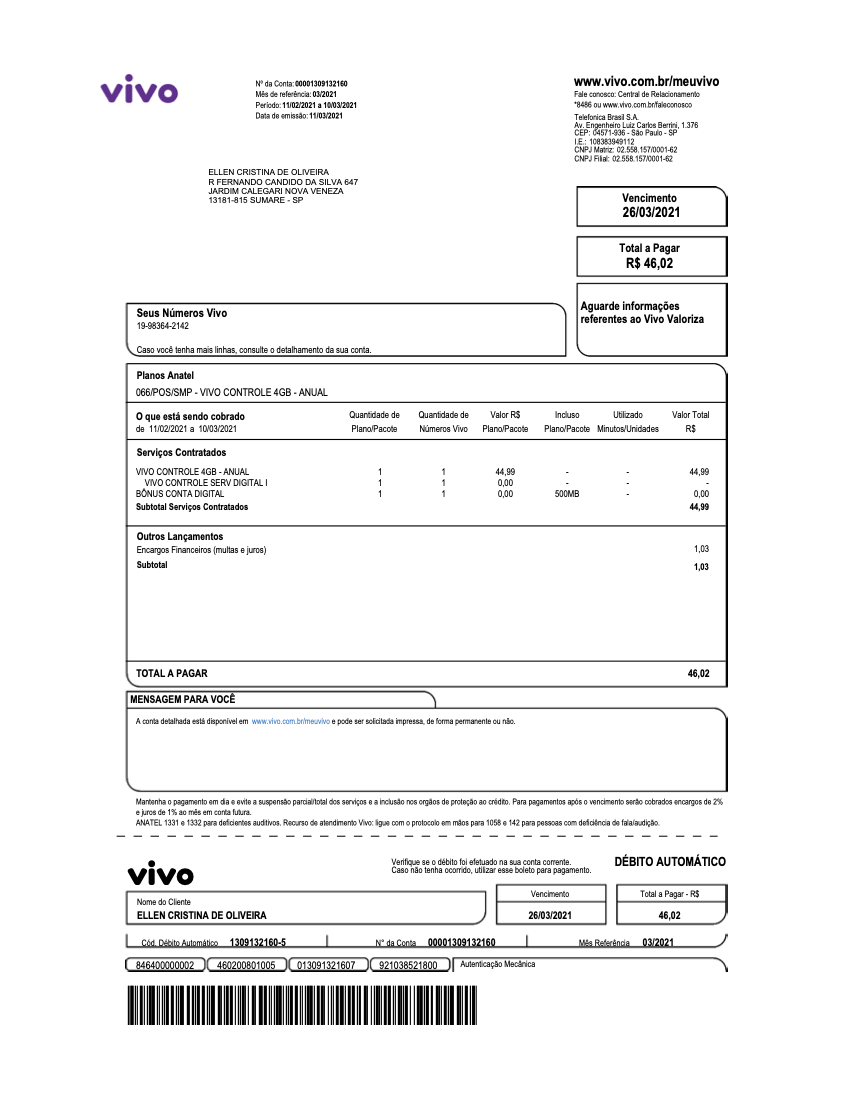 vivo
Nº da Conta: 00001309132160
Mês de referência: 03/2021
Período: 11/02/2021 a 10/03/2021
Data de emissão: 11/03/2021
www.vivo.com.br/meuvivo
Fale conosco: Central de Relacionamento
*8486 ou www.vivo.com.br/faleconosco
Telefonica Brasil S.A.
Av. Engenheiro Luiz Carlos Berrini, 1.376
CEP: 04571-936 - São Paulo - SP
I.E.: 108383949112
CNPJ Matriz: 02.558.157/0001-62
CNPJ Filial: 02.558.157/0001-62
ELLEN CRISTINA DE OLIVEIRA
R FERNANDO CANDIDO DA SILVA 647
JARDIM CALEGARI NOVA VENEZA
13181-815 SUMARE - SP
Vencimento
26/03/2021
Total a Pagar
R$ 46,02
Aguarde informações
referentes ao Vivo Valoriza
Seus Números Vivo
19-98364-2142
Caso você tenha mais linhas, consulte o detalhamento da sua conta.
Planos Anatel
066/POS/SMP - VIVO CONTROLE 4GB - ANUAL
O que está sendo cobrado Quantidade de Quantidade de Valor R$ Incluso Utilizado Valor Total
de 11/02/2021 a 10/03/2021 Plano/Pacote Números Vivo Plano/Pacote Plano/Pacote Minutos/Unidades R$
Serviços Contratados
VIVO CONTROLE 4GB - ANUAL 1 1 44,99 - - 44,99
VIVO CONTROLE SERV DIGITAL I 1 1 0,00 - - -
BÔNUS CONTA DIGITAL 1 1 0,00 500MB - 0,00
Subtotal Serviços Contratados 44,99
Outros Lançamentos
Encargos Financeiros (multas e juros) 1,03
Subtotal 1,03
TOTAL A PAGAR 46,02
MENSAGEM PARA VOCÊ
A conta detalhada está disponível em www.vivo.com.br/meuvivo e pode ser solicitada impressa, de forma permanente ou não.
Mantenha o pagamento em dia e evite a suspensão parcial/total dos serviços e a inclusão nos orgãos de proteção ao crédito. Para pagamentos após o vencimento serão cobrados encargos de 2%
e juros de 1% ao mês em conta futura.
ANATEL 1331 e 1332 para deficientes auditivos. Recurso de atendimento Vivo: ligue com o protocolo em mãos para 1058 e 142 para pessoas com deficiência de fala/audição.
vivo
Verifique se o débito foi efetuado na sua conta corrente.
Caso não tenha ocorrido, utilizar esse boleto para pagamento.
DÉBITO AUTOMÁTICO
Nome do Cliente
ELLEN CRISTINA DE OLIVEIRA
Vencimento
26/03/2021
Total a Pagar - R$
46,02
Cód. Débito Automático 1309132160-5 N° da Conta 00001309132160 Mês Referência 03/2021
846400000002 460200801005 013091321607 921038521800 Autenticação Mecânica